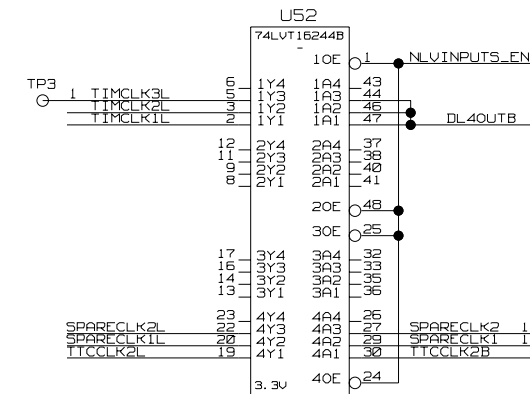 U52
74LVT16244B
-
1OE 1 NLVINPUTS_EN
TP3
6 1Y4 1A4 43
1 TIMCLK3L 5 1Y3 1A3 44
TIMCLK2L 3 1Y2 1A2 46
TIMCLK1L 2 1Y1 1A1 47 DL40UTB
12 2Y4 2A4 37
11 2Y3 2A3 38
9 2Y2 2A2 40
8 2Y1 2A1 41
2OE 48
3OE 25
17 3Y4 3A4 32
16 3Y3 3A3 33
14 3Y2 3A2 35
13 3Y1 3A1 36
23 4Y4 4A4 26
SPARECLK2L 22 4Y3 4A3 27 SPARECLK2 1
SPARECLK1L 20 4Y2 4A2 29 SPARECLK1 1
TTCCLK2L 19 4Y1 4A1 30 TTCCLK2B
4OE 24
3.3V